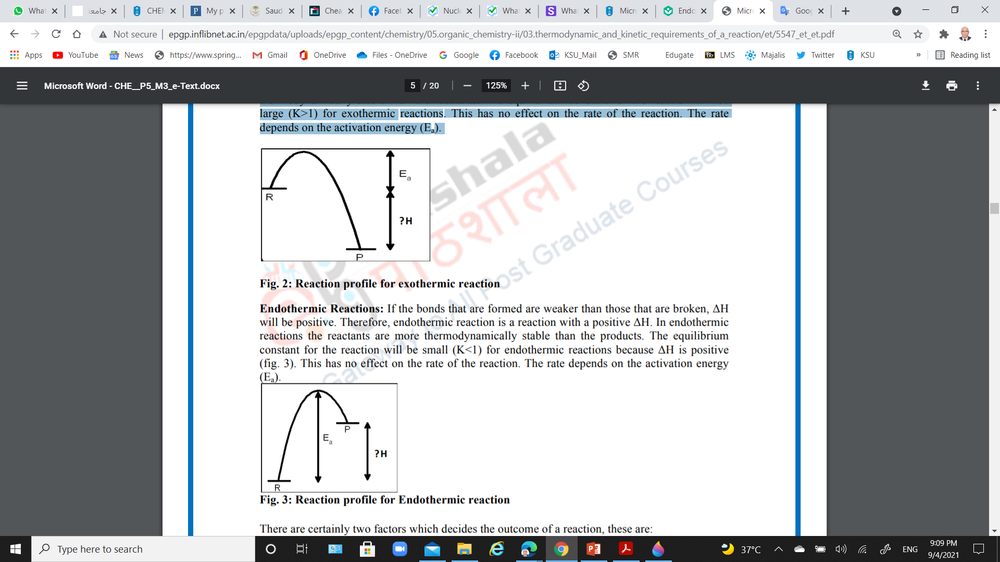 What
جامعة
CHEM
My p
Saud
Chea
Facel
Nucl
What
What
Micro
Endo
Micro
Goog
Not secure
epgp.inflibnet.ac.in/epgpdata/uploads/epgp_content/chemistry/05.organic_chemistry-ii/03.thermodynamic_and_kinetic_requirements_of_a_reaction/et/5547_et_et.pdf
Apps
YouTube
News
https://www.spring...
Gmail
OneDrive
Files - OneDrive
Google
Facebook
KSU_Mail
SMR
Edugate
Bb LMS
Majalis
Twitter
KSU
»
Reading list
Microsoft Word - CHE__P5_M3_e-Text.docx
5 / 20
125%
large (K>1) for exothermic reactions. This has no effect on the rate of the reaction. The rate
depends on the activation energy (Ea).
Ea
R
?H
P
shala
पाठशाला
Gateway to All Post Graduate Courses
Fig. 2: Reaction profile for exothermic reaction
Endothermic Reactions: If the bonds that are formed are weaker than those that are broken, ΔH
will be positive. Therefore, endothermic reaction is a reaction with a positive ΔH. In endothermic
reactions the reactants are more thermodynamically stable than the products. The equilibrium
constant for the reaction will be small (K<1) for endothermic reactions because ΔH is positive
(fig. 3). This has no effect on the rate of the reaction. The rate depends on the activation energy
(Ea).
P
Ea
?H
R
Fig. 3: Reaction profile for Endothermic reaction
There are certainly two factors which decides the outcome of a reaction, these are:
Type here to search
37°C
ENG
9:09 PM
9/4/2021